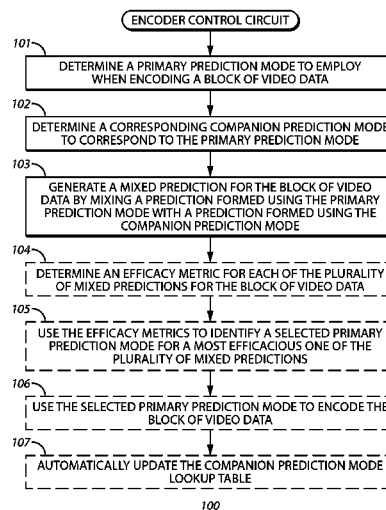 ENCODER CONTROL CIRCUIT
101
DETERMINE A PRIMARY PREDICTION MODE TO EMPLOY
WHEN ENCODING A BLOCK OF VIDEO DATA
102
DETERMINE A CORRESPONDING COMPANION PREDICTION MODE
TO CORRESPOND TO THE PRIMARY PREDICTION MODE
103
GENERATE A MIXED PREDICTION FOR THE BLOCK OF VIDEO
DATA BY MIXING A PREDICTION FORMED USING THE PRIMARY
PREDICTION MODE WITH A PREDICTION FORMED USING THE
COMPANION PREDICTION MODE
104
DETERMINE AN EFFICACY METRIC FOR EACH OF THE PLURALITY
OF MIXED PREDICTIONS FOR THE BLOCK OF VIDEO DATA
105
USE THE EFFICACY METRICS TO IDENTIFY A SELECTED PRIMARY
PREDICTION MODE FOR A MOST EFFICACIOUS ONE OF THE
PLURALITY OF MIXED PREDICTIONS
106
USE THE SELECTED PRIMARY PREDICTION MODE TO ENCODE THE
BLOCK OF VIDEO DATA
107
AUTOMATICALLY UPDATE THE COMPANION PREDICTION MODE
LOOKUP TABLE
100